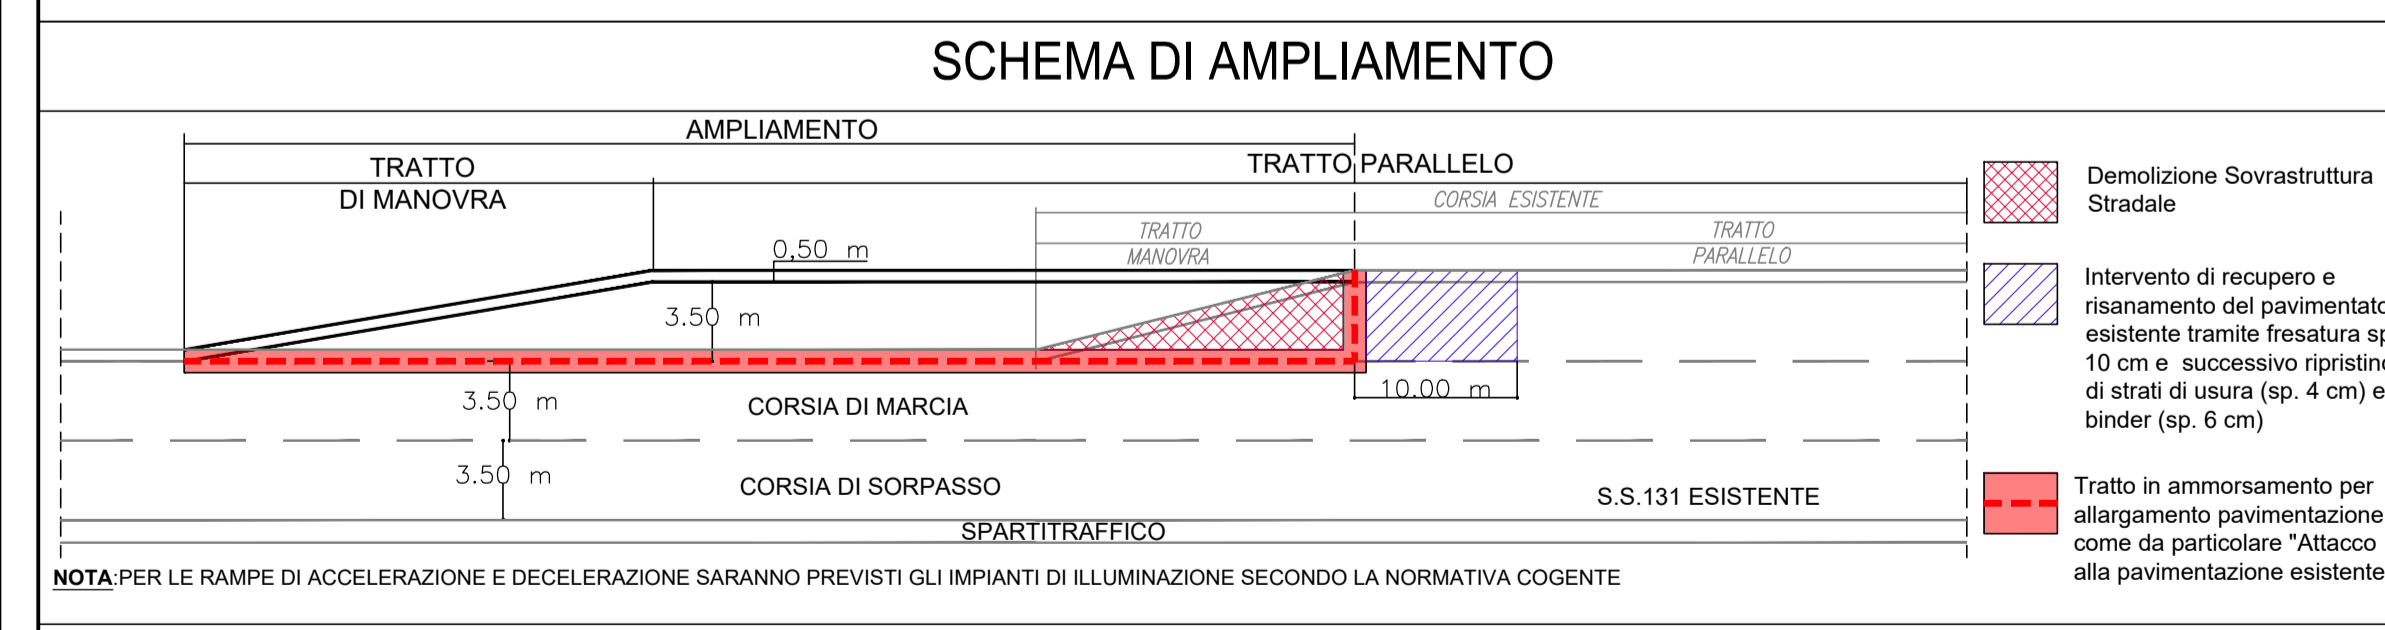 SCHEMA DI AMPLIAMENTO
AMPLIAMENTO
TRATTO
DI MANOVRA
TRATTO PARALLELO
CORSIA ESISTENTE
TRATTO
MANOVRA
TRATTO
PARALLELO
0,50 m
3.50 m
3.50 m
10.00 m
CORSIA DI MARCIA
3.50 m
CORSIA DI SORPASSO
S.S.131 ESISTENTE
SPARTITRAFFICO
NOTA:PER LE RAMPE DI ACCELERAZIONE E DECELERAZIONE SARANNO PREVISTI GLI IMPIANTI DI ILLUMINAZIONE SECONDO LA NORMATIVA COGENTE
Demolizione Sovrastruttura
Stradale
Intervento di recupero e
risanamento del pavimentato
esistente tramite fresatura
10 cm e successivo ripristino
di strati di usura (sp. 4 cm) e
binder (sp. 6 cm)
Tratto in ammorsamento per
allargamento pavimentazione
come da particolare "Attacco
alla pavimentazione esistente